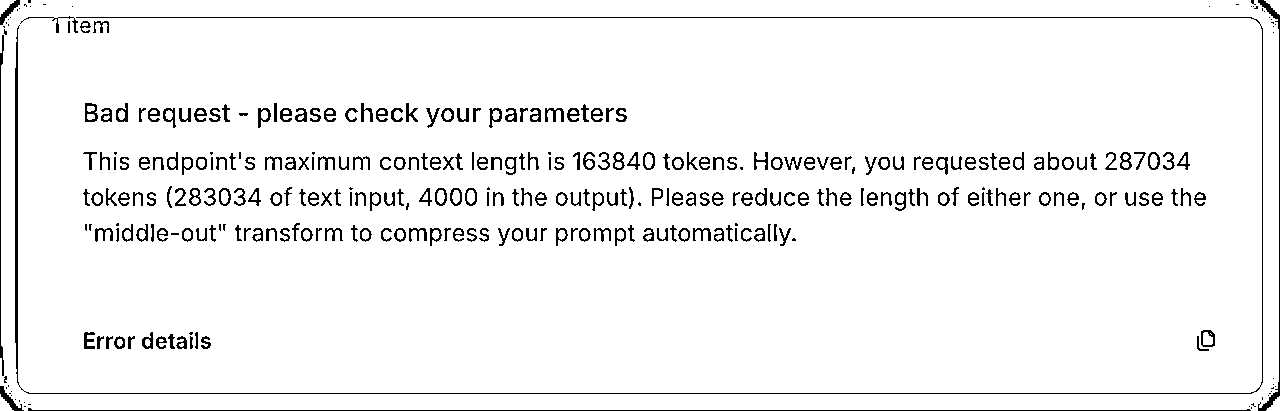 1 item
Bad request - please check your parameters
This endpoint's maximum context length is 163840 tokens. However, you requested about 287034
tokens (283034 of text input, 4000 in the output). Please reduce the length of either one, or use the
"middle-out" transform to compress your prompt automatically.
Error details